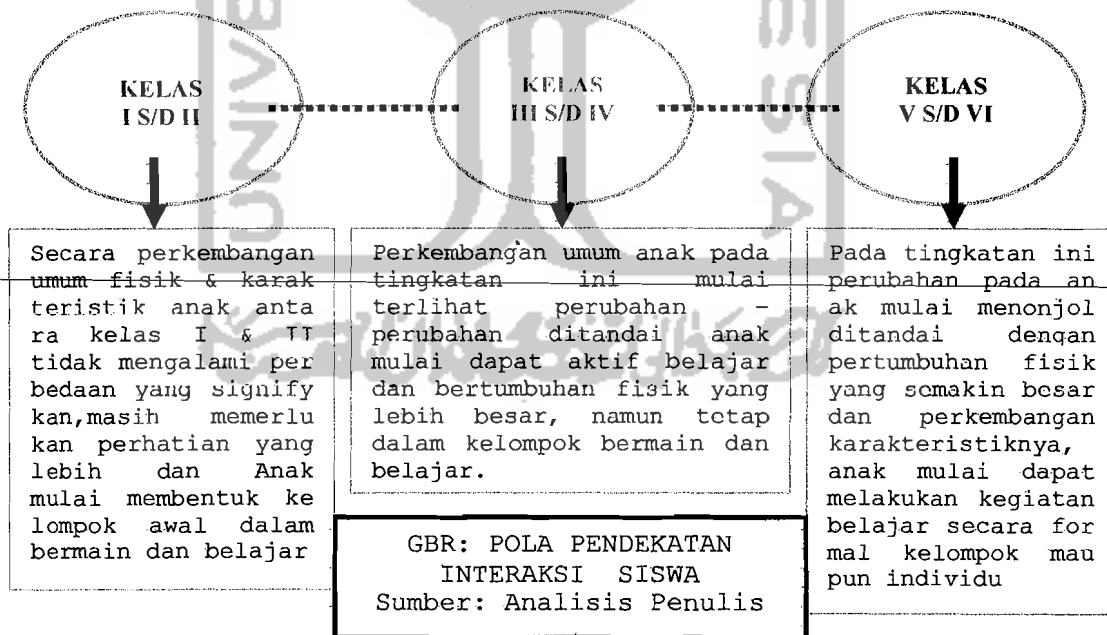 KELAS
I S/D II
KELAS
III S/D IV
KELAS
V S/D VI
Secara perkembangan
umum fisik & karak
teristik anak anta
ra kelas I & II
tidak mengalami per
bedaan yang signify
kan,masih memerlu
kan perhatian yang
lebih dan Anak
mulai membentuk ke
lompok awal dalam
bermain dan belajar
Perkembangan umum anak pada
tingkatan ini mulai
terlihat perubahan –
perubahan ditandai anak
mulai dapat aktif belajar
dan bertumbuhan fisik yang
lebih besar, namun tetap
dalam kelompok bermain dan
belajar.
Pada tingkatan ini
perubahan pada an
ak mulai menonjol
ditandai dengan
pertumbuhan fisik
yang semakin besar
dan perkembangan
karakteristiknya,
anak mulai dapat
melakukan kegiatan
belajar secara for
mal kelompok mau
pun individu
GBR: POLA PENDEKATAN
INTERAKSI SISWA
Sumber: Analisis Penulis